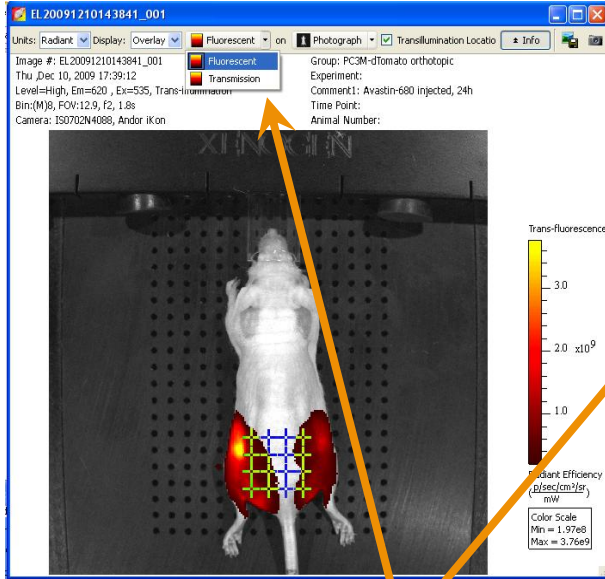 EL20091210143841_001
Units: Radiant Display: Overlay Fluorescent on Photograph Transillumination Locatio Info
Fluorescent
Transmission
Image #: EL20091210143841_001
Thu ,Dec 10, 2009 17:39:12
Level=High, Em=620 , Ex=535, Trans-illumination
Bin:(M)8, FOV:12.9, f2, 1.8s
Camera: IS0702N4088, Andor iKon
Group: PC3M-dTomato orthotopic
Experiment:
Comment1: Avastin-680 injected, 24h
Time Point:
Animal Number:
XENOGEN
Trans-fluorescence
3.0
2.0 x10⁹
1.0
Radiant Efficiency
(p/sec/cm²/sr / mW)
Color Scale
Min = 1.97e8
Max = 3.76e9